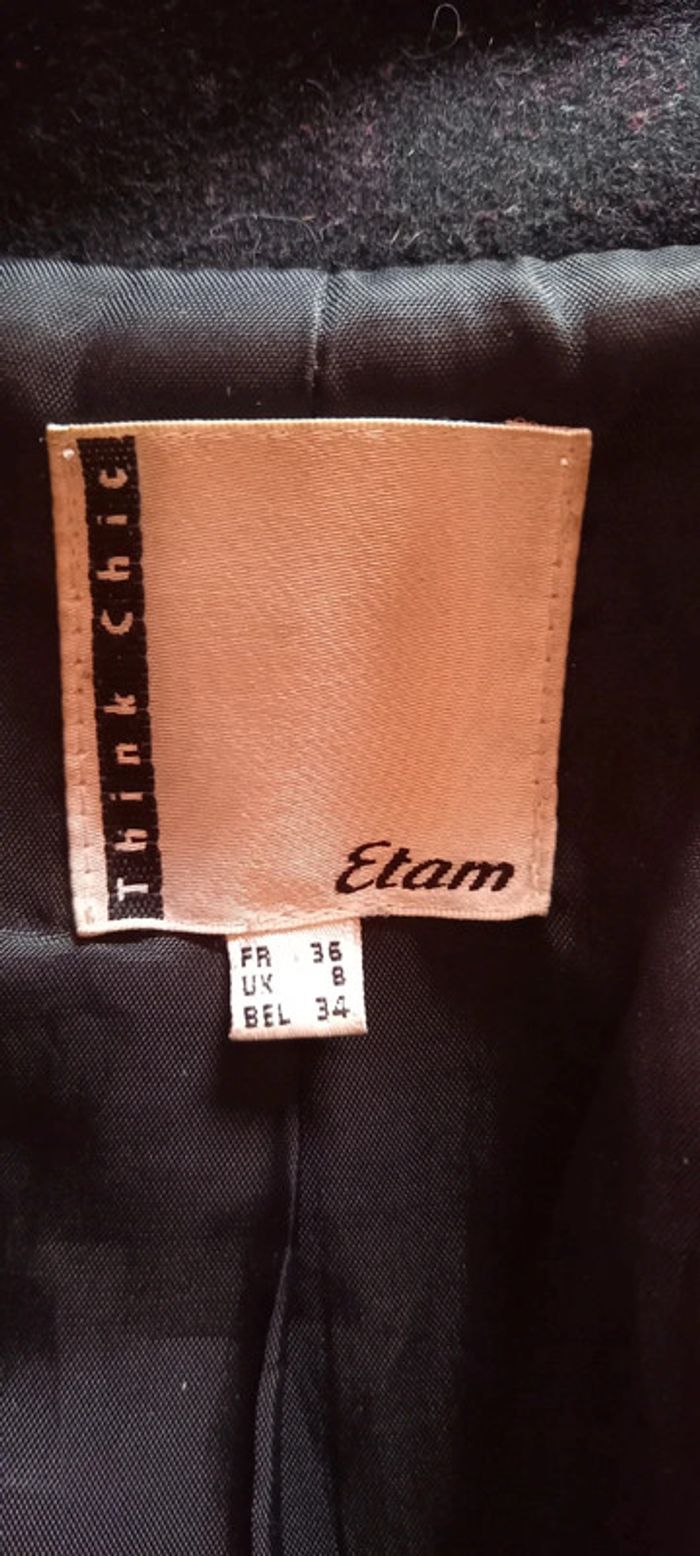 Think Chic
Etam
FR 36
UK 8
BEL 34